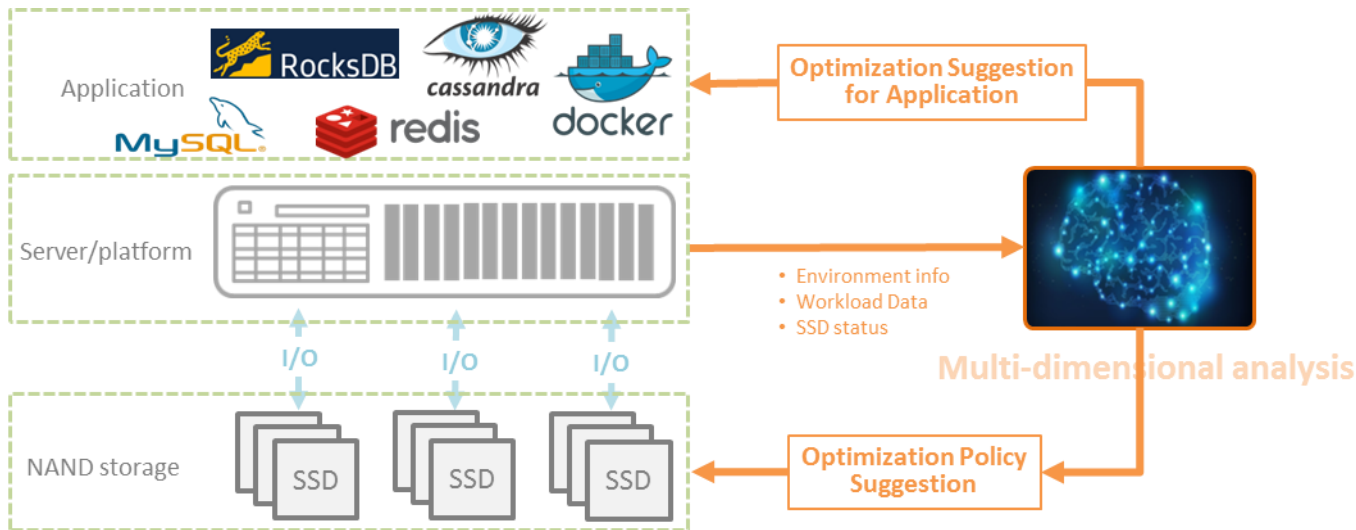 Application
RocksDB
cassandra
MySQL®
redis
docker
Optimization Suggestion
for Application
Server/platform
• Environment info
• Workload Data
• SSD status
I/O
I/O
I/O
Multi-dimensional analysis
NAND storage
SSD
SSD
SSD
Optimization Policy
Suggestion